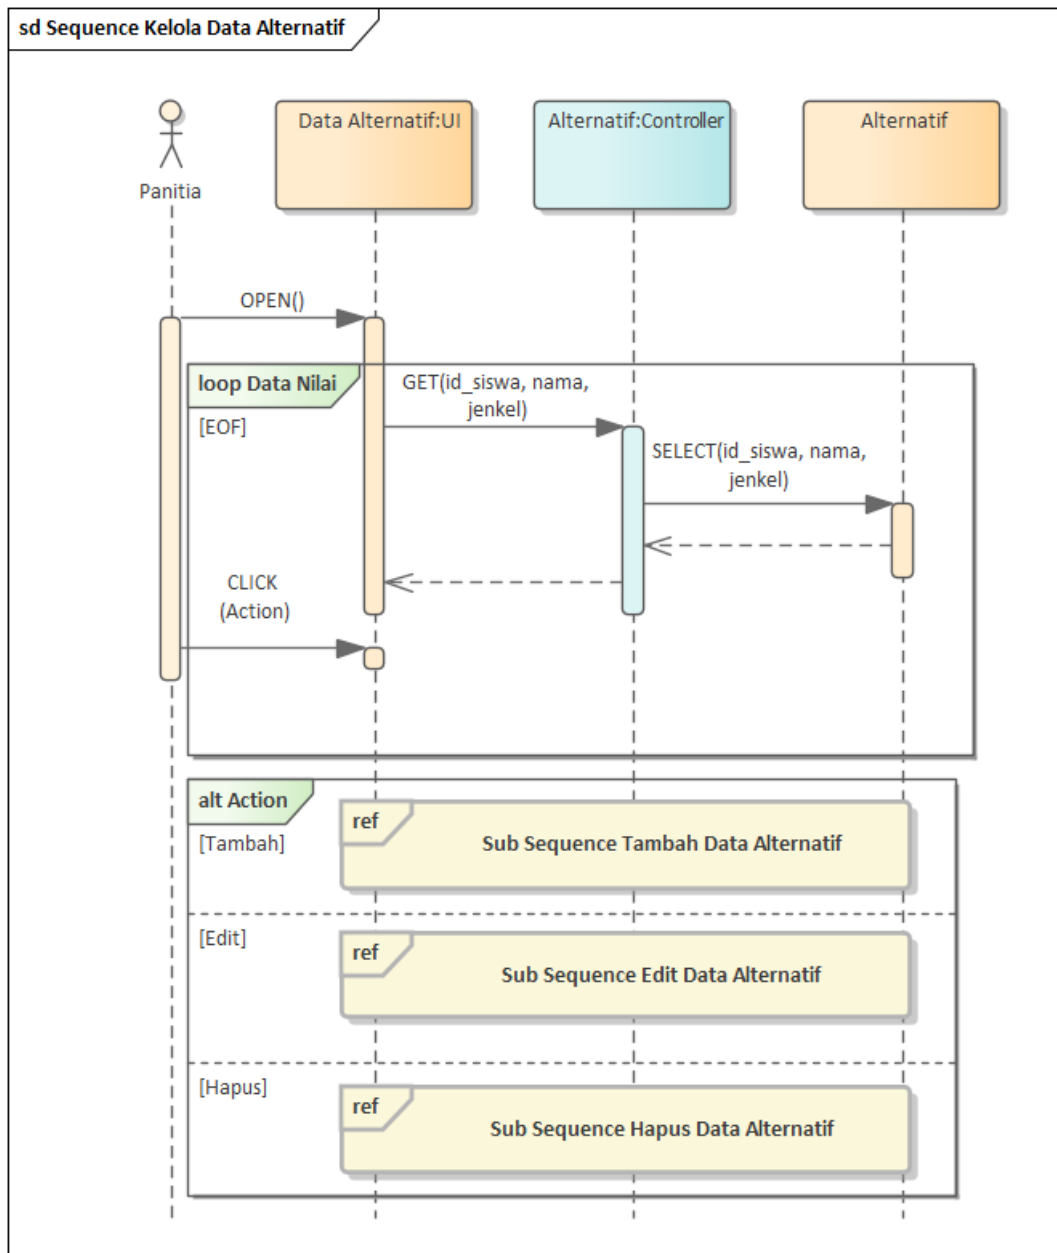 sd Sequence Kelola Data Alternatif
Panitia
Data Alternatif:UI
Alternatif:Controller
Alternatif
OPEN()
loop Data Nilai
[EOF]
GET(id_siswa, nama,
jenkel)
SELECT(id_siswa, nama,
jenkel)
CLICK
(Action)
alt Action
[Tambah]
ref
Sub Sequence Tambah Data Alternatif
[Edit]
ref
Sub Sequence Edit Data Alternatif
[Hapus]
ref
Sub Sequence Hapus Data Alternatif